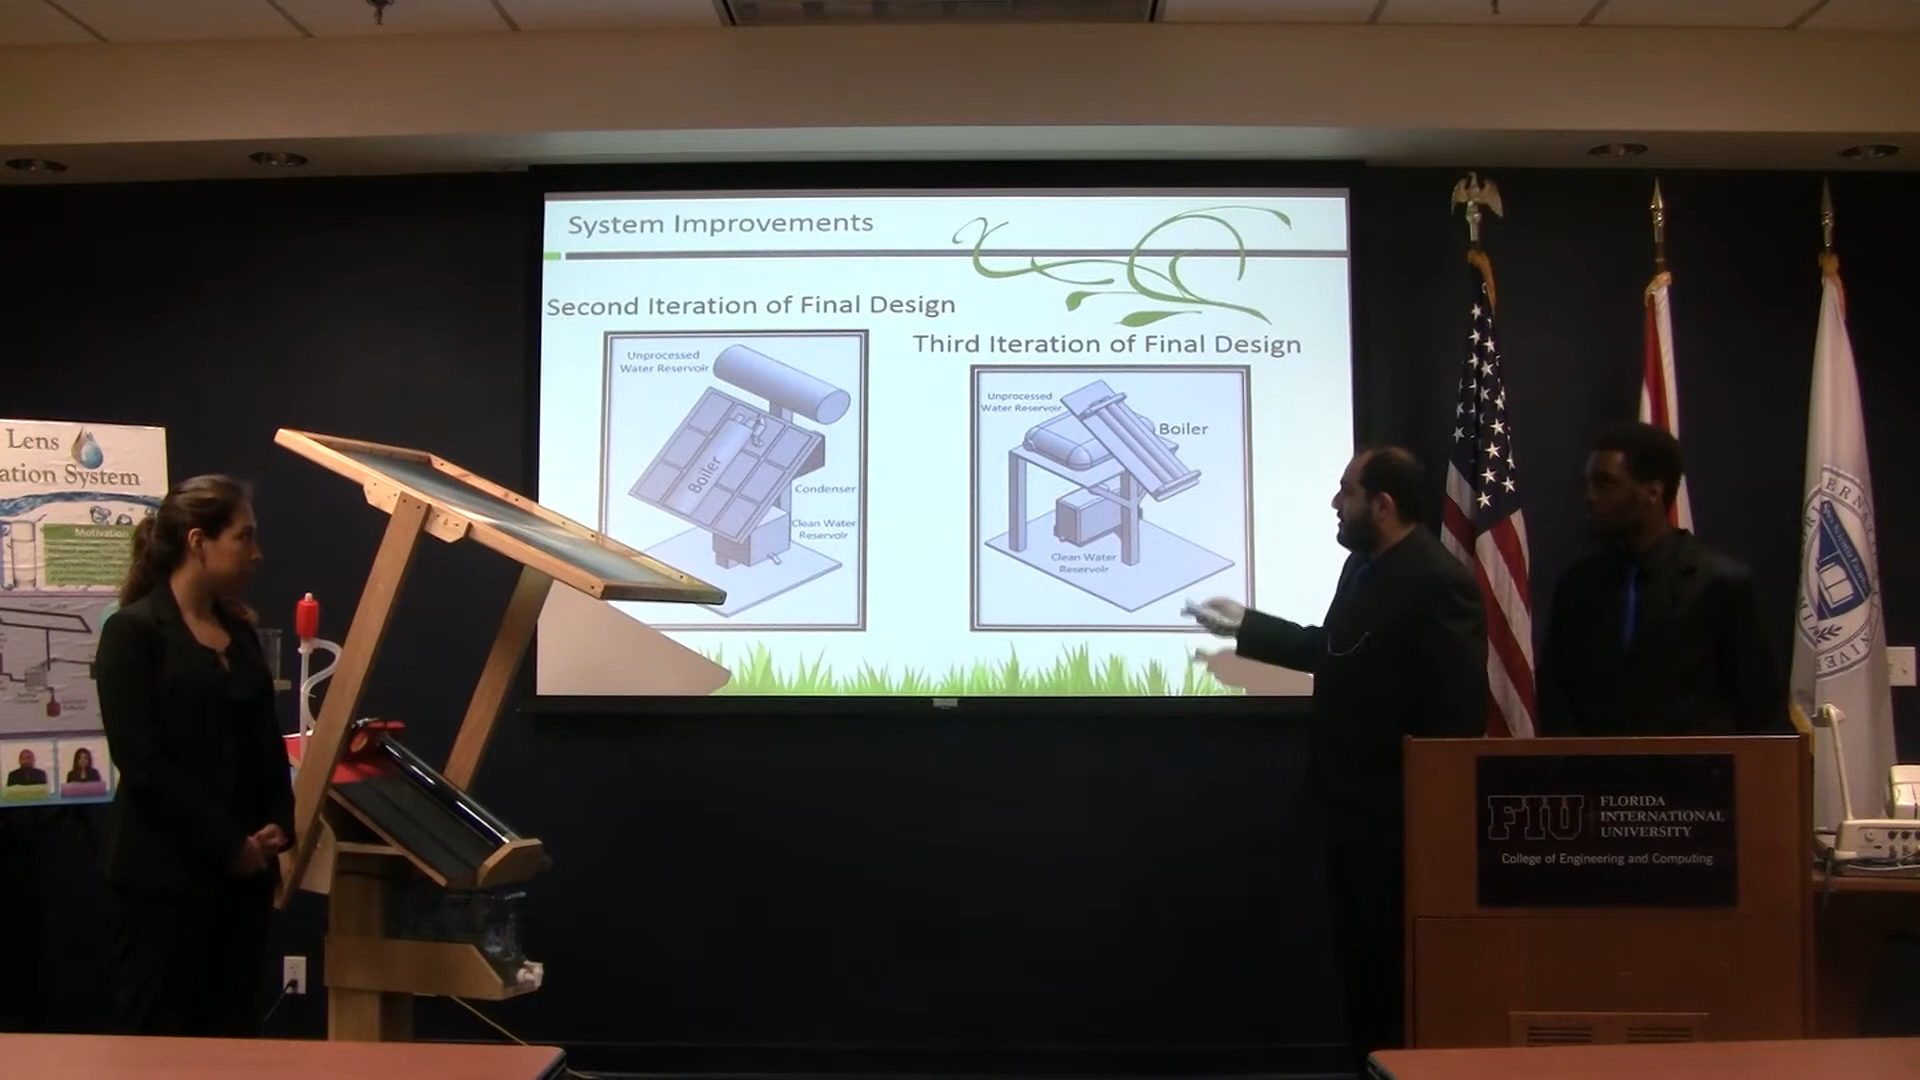 System Improvements
Second Iteration of Final Design
Third Iteration of Final Design
Unprocessed
Water Reservoir
Boiler
Condenser
Clean Water
Reservoir
Unprocessed
Water Reservoir
Boiler
Clean Water
Reservoir
Lens
ation System
Motivation
FIU
FLORIDA
INTERNATIONAL
UNIVERSITY
College of Engineering and Computing